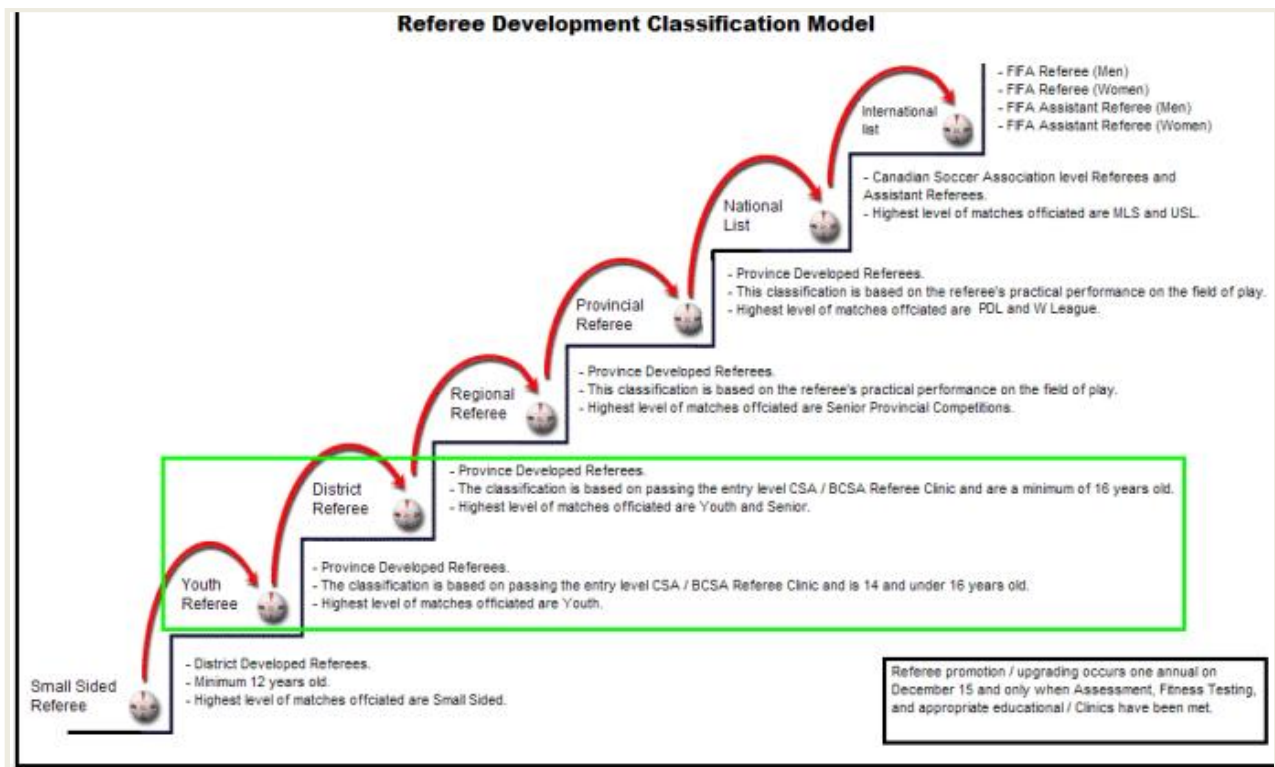 Referee Development Classification Model
- FIFA Referee (Men)
- FIFA Referee (Women)
- FIFA Assistant Referee (Men)
- FIFA Assistant Referee (Women)
International
list
- Canadian Soccer Association level Referees and
Assistant Referees.
- Highest level of matches officiated are MLS and USL.
National
List
- Province Developed Referees.
- This classification is based on the referee's practical performance on the field of play.
- Highest level of matches offciated are PDL and W League.
Provincial
Referee
- Province Developed Referees.
- This classification is based on the referee's practical performance on the field of play.
- Highest level of matches offciated are Senior Provincial Competitions.
Regional
Referee
- Province Developed Referees.
- The classification is based on passing the entry level CSA / BCSA Referee Clinic and are a minimum of 16 years old.
- Highest level of matches officiated are Youth and Senior.
District
Referee
- Province Developed Referees.
- The classification is based on passing the entry level CSA / BCSA Referee Clinic and is 14 and under 16 years old.
- Highest level of matches officiated are Youth.
Youth
Referee
- District Developed Referees.
- Minimum 12 years old.
- Highest level of matches offciated are Small Sided.
Small Sided
Referee
Referee promotion / upgrading occurs one annual on
December 15 and only when Assessment, Fitness Testing,
and appropriate educational / Clinics have been met.